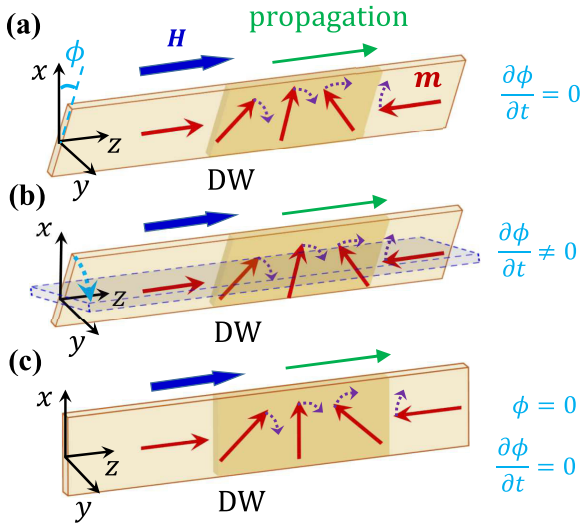 (a)
propagation
H
ϕ
x
m
∂ϕ/∂t = 0
z
y
DW
(b)
x
∂ϕ/∂t ≠ 0
z
y
DW
(c)
x
ϕ = 0
z
∂ϕ/∂t = 0
y
DW